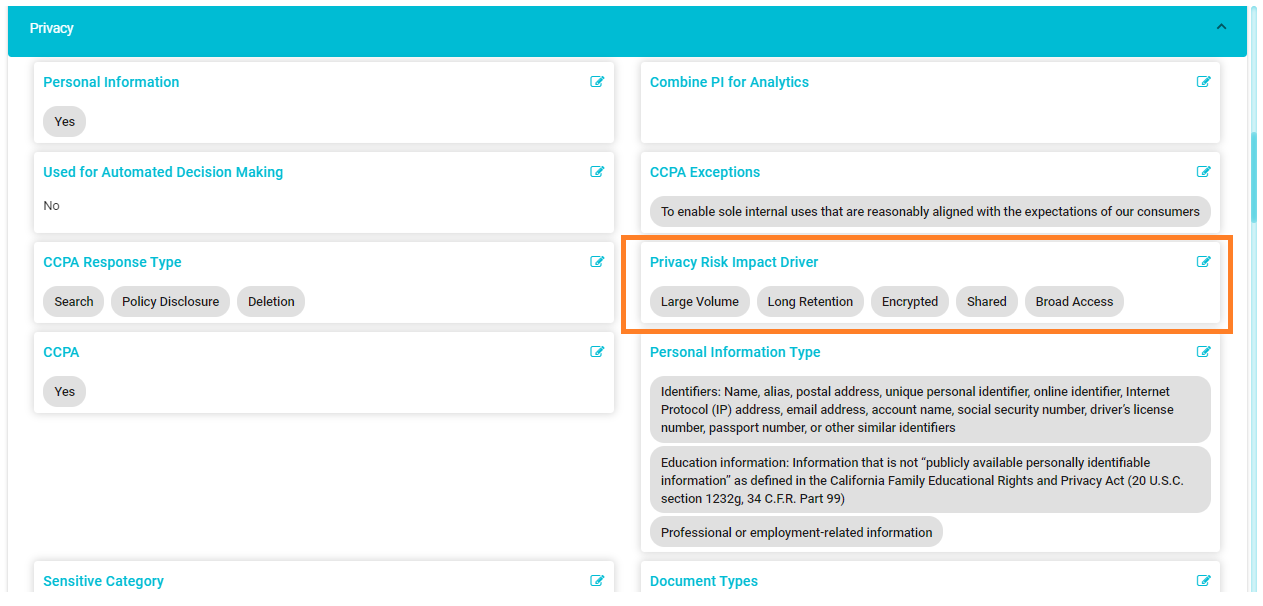 Privacy
Personal Information
Yes
Combine PI for Analytics
Used for Automated Decision Making
No
CCPA Exceptions
To enable sole internal uses that are reasonably aligned with the expectations of our consumers
CCPA Response Type
Search Policy Disclosure Deletion
Privacy Risk Impact Driver
Large Volume Long Retention Encrypted Shared Broad Access
CCPA
Yes
Personal Information Type
Identifiers: Name, alias, postal address, unique personal identifier, online identifier, Internet
Protocol (IP) address, email address, account name, social security number, driver’s license
number, passport number, or other similar identifiers
Education information: Information that is not “publicly available personally identifiable
information” as defined in the California Family Educational Rights and Privacy Act (20 U.S.C.
section 1232g, 34 C.F.R. Part 99)
Professional or employment-related information
Sensitive Category
Document Types